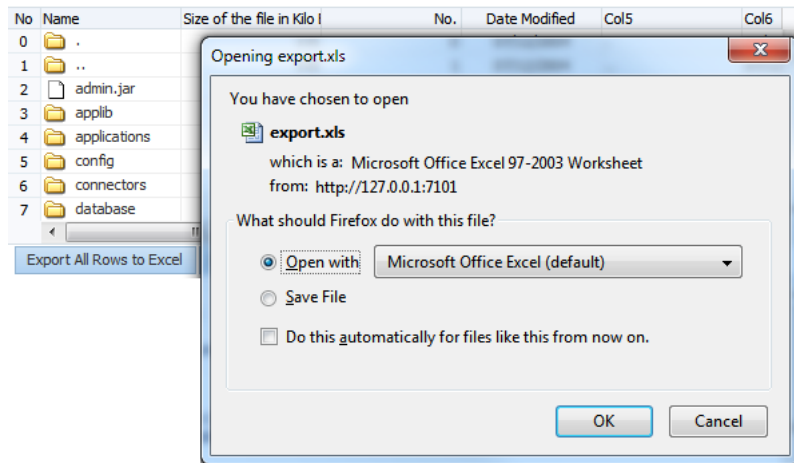 No Name Size of the file in Kilo No. Date Modified Col5 Col6
0 .
1 ..
2 admin.jar
3 applib
4 applications
5 config
6 connectors
7 database
Export All Rows to Excel
Opening export.xls
You have chosen to open
export.xls
which is a: Microsoft Office Excel 97-2003 Worksheet
from: http://127.0.0.1:7101
What should Firefox do with this file?
Open with Microsoft Office Excel (default)
Save File
Do this automatically for files like this from now on.
OK Cancel